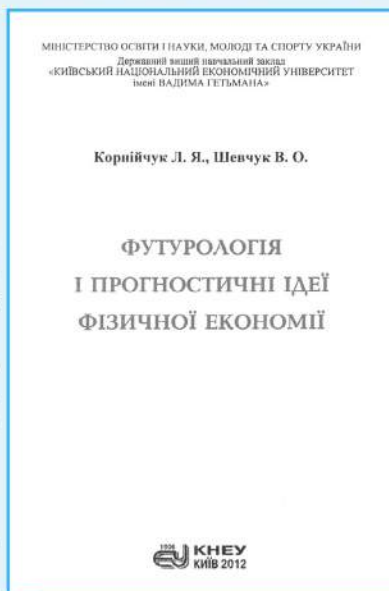 МІНІСТЕРСТВО ОСВІТИ І НАУКИ, МОЛОДІ ТА СПОРТУ УКРАЇНИ
Державний вищий навчальний заклад
«КИЇВСЬКИЙ НАЦІОНАЛЬНИЙ ЕКОНОМІЧНИЙ УНІВЕРСИТЕТ
імені ВАДИМА ГЕТЬМАНА»
Корнійчук Л. Я., Шевчук В. О.
ФУТУРОЛОГІЯ
І ПРОГНОСТИЧНІ ІДЕЇ
ФІЗИЧНОЇ ЕКОНОМІЇ
1906
КНЕУ
КИЇВ 2012